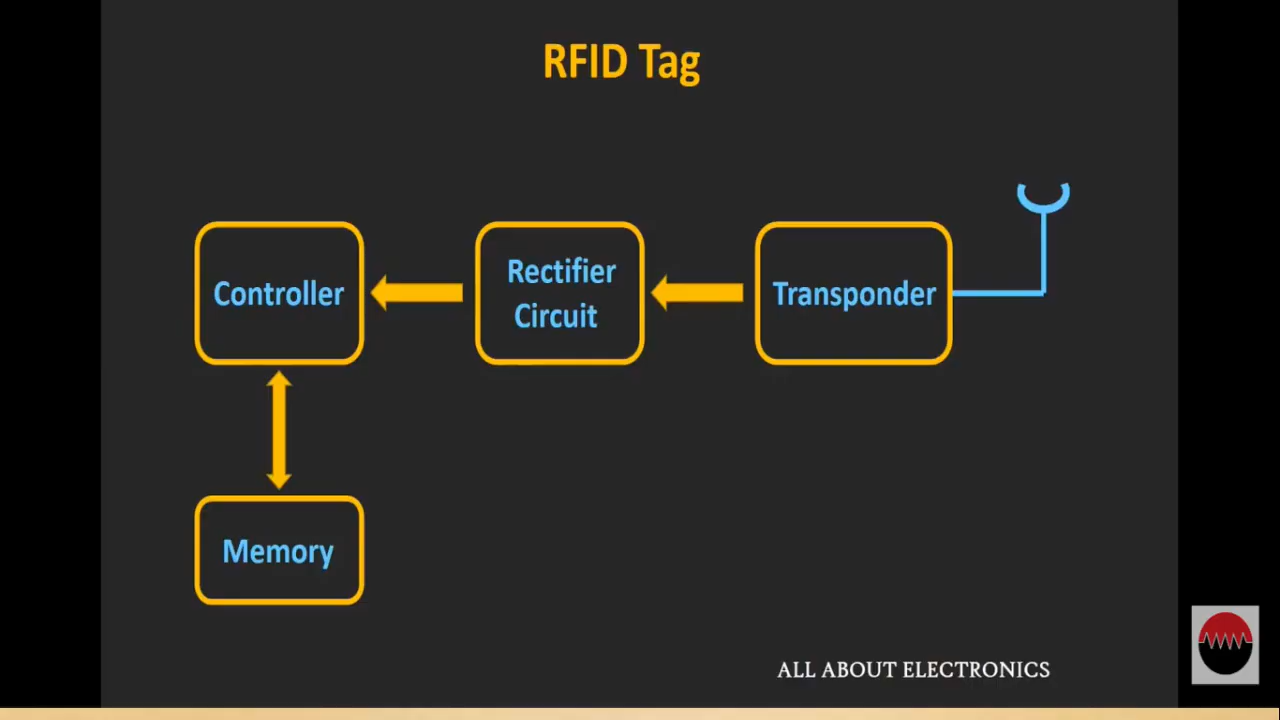 RFID Tag
Controller
Rectifier
Circuit
Transponder
Memory
ALL ABOUT ELECTRONICS